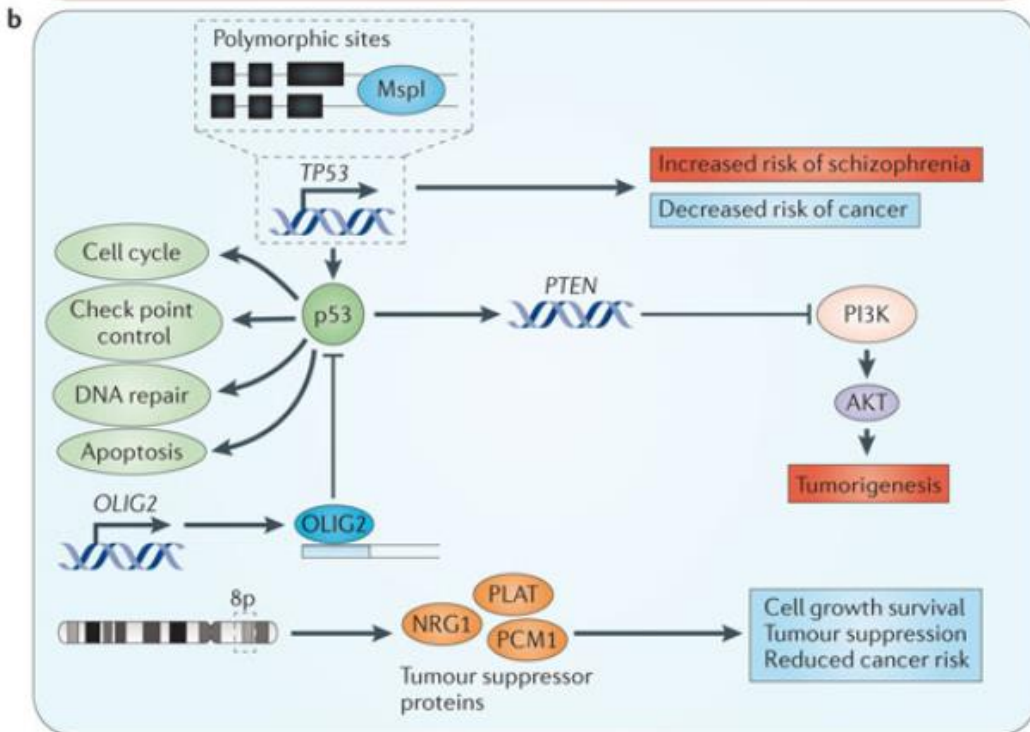 b
Polymorphic sites
MspI
TP53
Increased risk of schizophrenia
Decreased risk of cancer
Cell cycle
Check point
control
DNA repair
Apoptosis
p53
PTEN
PI3K
AKT
Tumorigenesis
OLIG2
OLIG2
8p
NRG1
PLAT
PCM1
Tumour suppressor
proteins
Cell growth survival
Tumour suppression
Reduced cancer risk